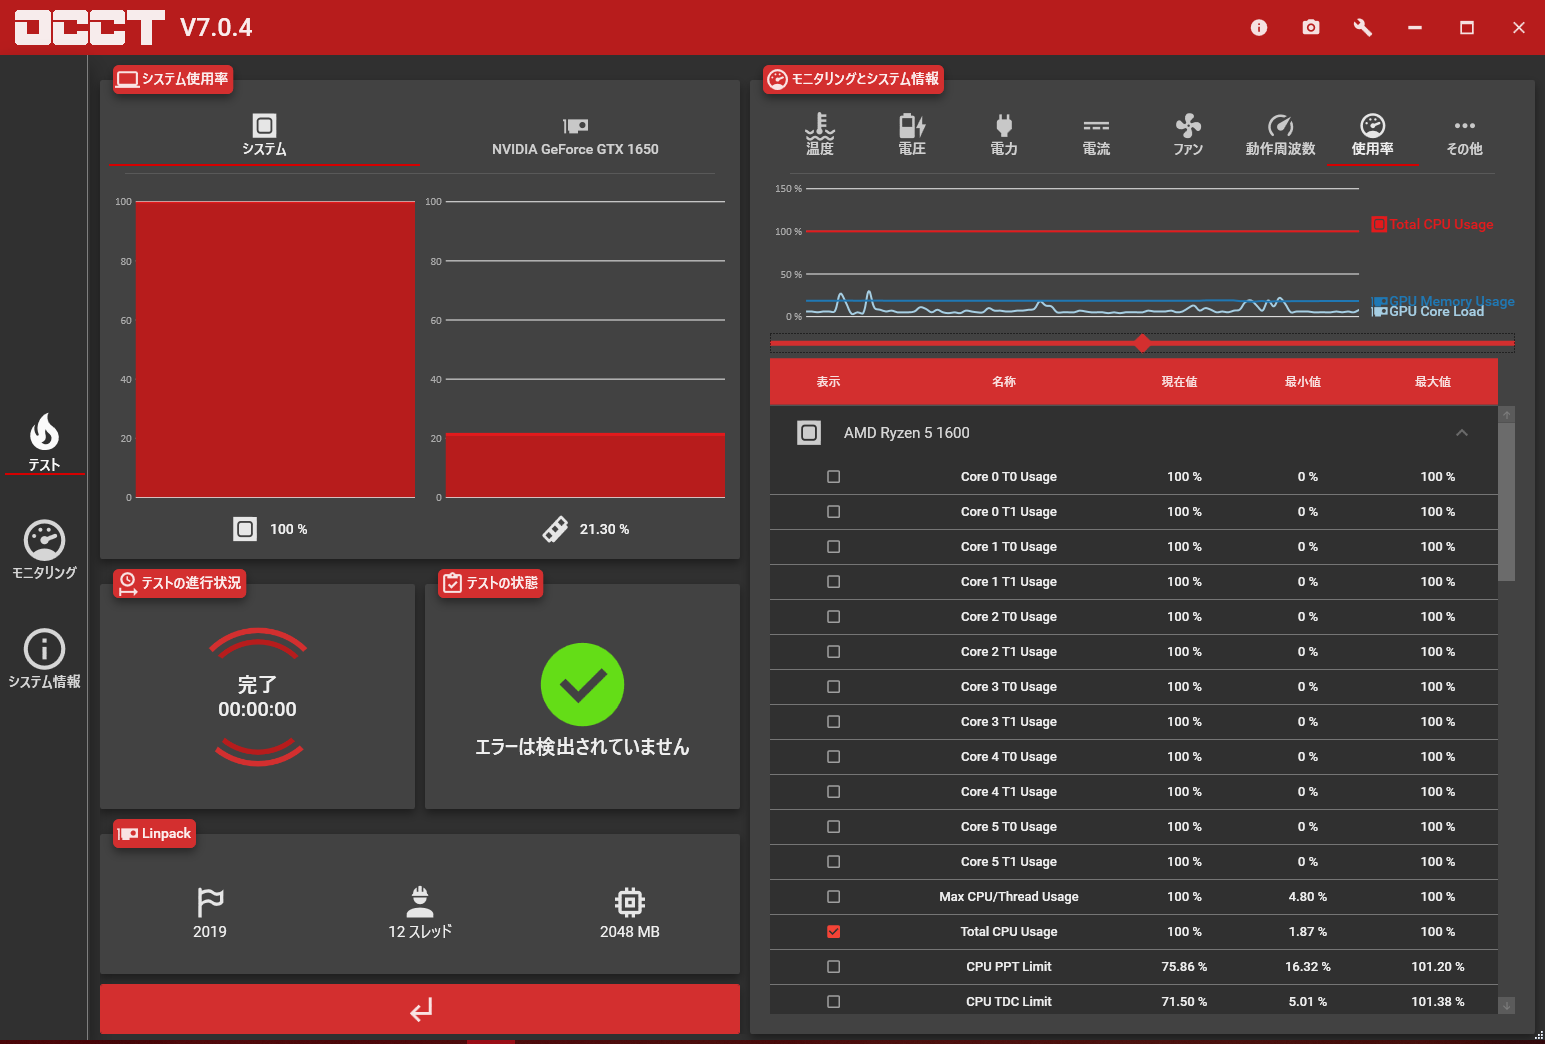 OCCT V7.0.4
システム使用率
システム
NVIDIA GeForce GTX 1650
100
80
60
40
20
0
100
80
60
40
20
0
100 %
21.30 %
テスト
モニタリング
システム情報
テストの進行状況
完了
00:00:00
テストの状態
エラーは検出されていません
Linpack
2019
12 スレッド
2048 MB
モニタリングとシステム情報
温度
電圧
電力
電流
ファン
動作周波数
使用率
その他
150 %
100 %
50 %
0 %
Total CPU Usage
GPU Memory Usage
GPU Core Load
表示 名称 現在値 最小値 最大値
AMD Ryzen 5 1600
Core 0 T0 Usage 100 % 0 % 100 %
Core 0 T1 Usage 100 % 0 % 100 %
Core 1 T0 Usage 100 % 0 % 100 %
Core 1 T1 Usage 100 % 0 % 100 %
Core 2 T0 Usage 100 % 0 % 100 %
Core 2 T1 Usage 100 % 0 % 100 %
Core 3 T0 Usage 100 % 0 % 100 %
Core 3 T1 Usage 100 % 0 % 100 %
Core 4 T0 Usage 100 % 0 % 100 %
Core 4 T1 Usage 100 % 0 % 100 %
Core 5 T0 Usage 100 % 0 % 100 %
Core 5 T1 Usage 100 % 0 % 100 %
Max CPU/Thread Usage 100 % 4.80 % 100 %
Total CPU Usage 100 % 1.87 % 100 %
CPU PPT Limit 75.86 % 16.32 % 101.20 %
CPU TDC Limit 71.50 % 5.01 % 101.38 %